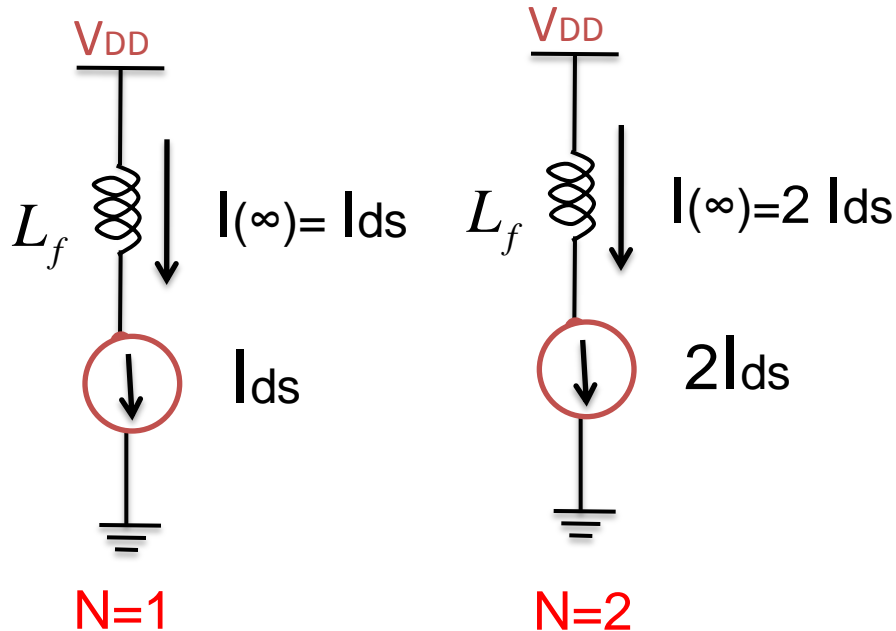 VDD
Lf
I(∞)= Ids
Ids
N=1
VDD
Lf
I(∞)=2 Ids
2Ids
N=2